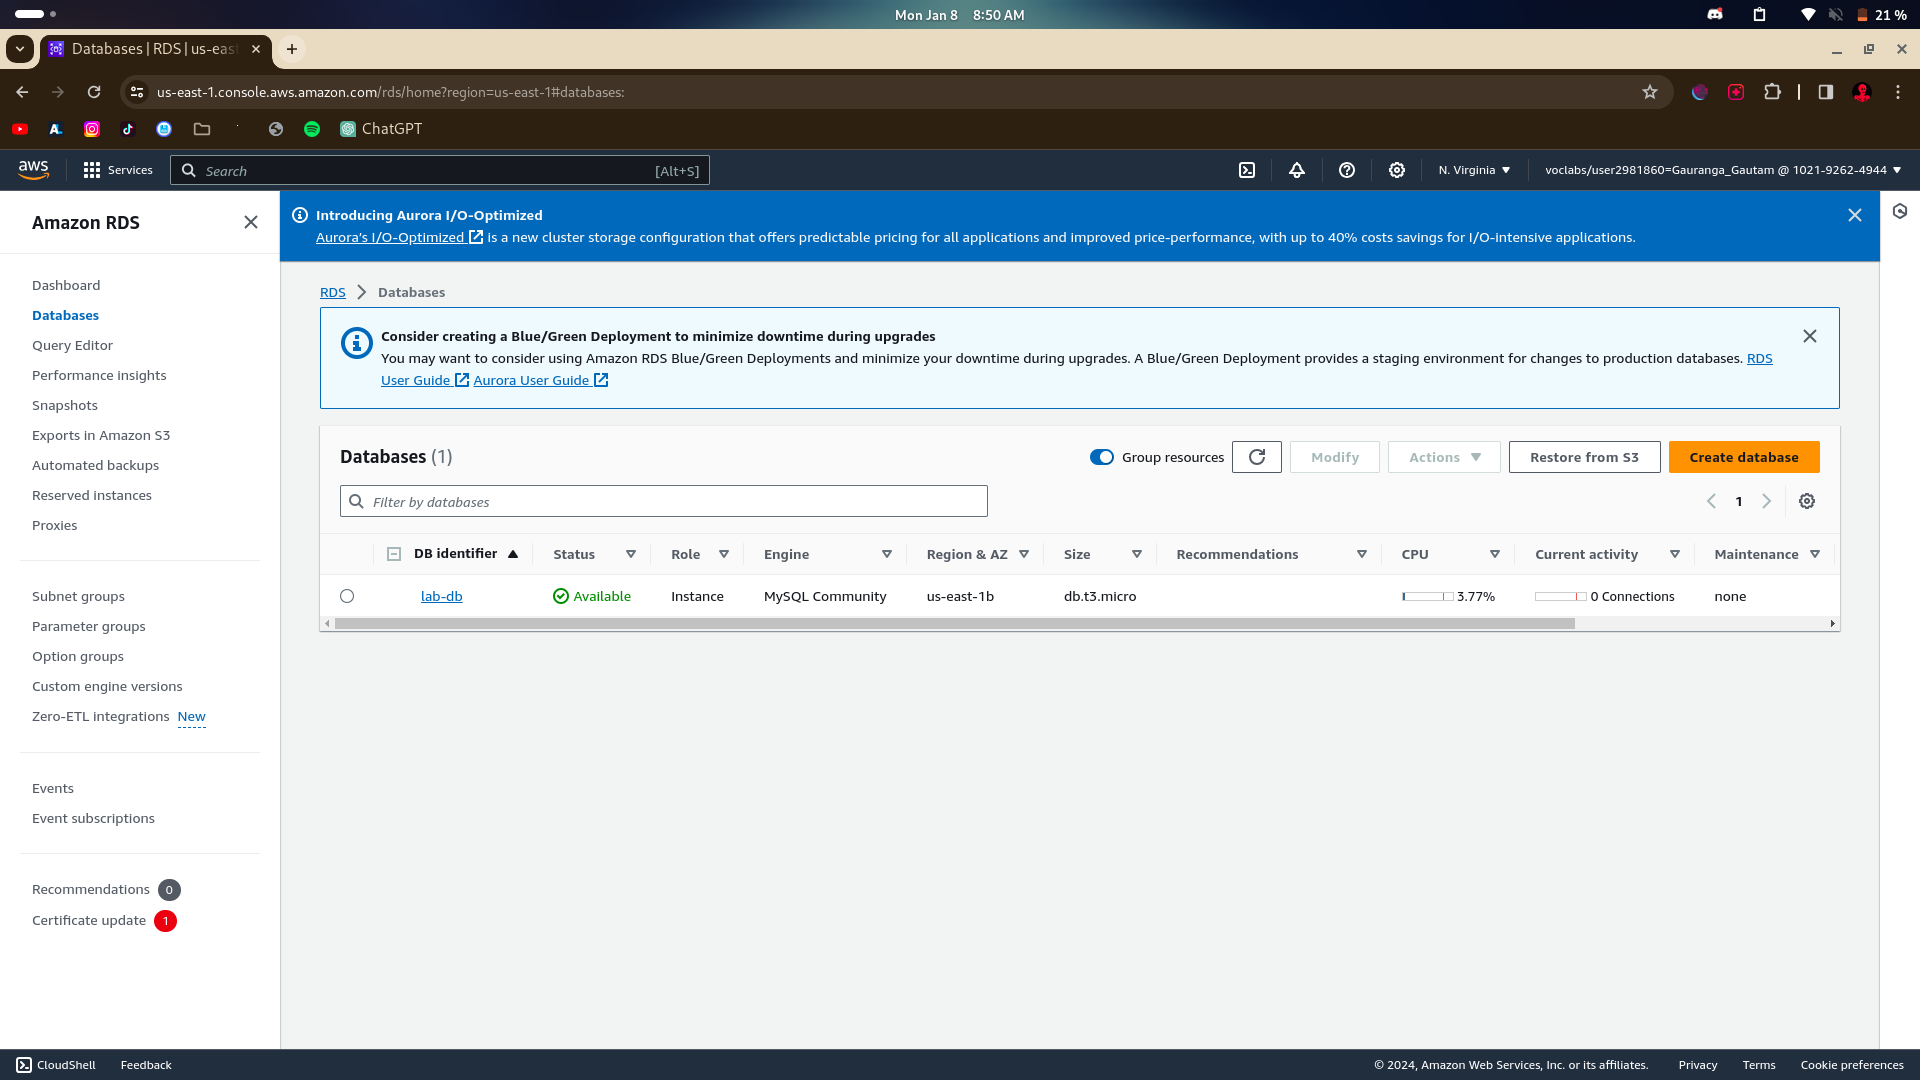 Mon Jan 8 8:50 AM
21 %
Databases | RDS | us-east
us-east-1.console.aws.amazon.com/rds/home?region=us-east-1#databases:
ChatGPT
aws
Services
Search
[Alt+S]
N. Virginia
voclabs/user2981860=Gauranga_Gautam @ 1021-9262-4944
Amazon RDS
Dashboard
Databases
Query Editor
Performance insights
Snapshots
Exports in Amazon S3
Automated backups
Reserved instances
Proxies
Subnet groups
Parameter groups
Option groups
Custom engine versions
Zero-ETL integrations New
Events
Event subscriptions
Recommendations 0
Certificate update 1
Introducing Aurora I/O-Optimized
Aurora's I/O-Optimized is a new cluster storage configuration that offers predictable pricing for all applications and improved price-performance, with up to 40% costs savings for I/O-intensive applications.
RDS Databases
Consider creating a Blue/Green Deployment to minimize downtime during upgrades
You may want to consider using Amazon RDS Blue/Green Deployments and minimize your downtime during upgrades. A Blue/Green Deployment provides a staging environment for changes to production databases. RDS
User Guide Aurora User Guide
Databases (1)
Group resources
Modify
Actions
Restore from S3
Create database
Filter by databases
1
DB identifier Status Role Engine Region & AZ Size Recommendations CPU Current activity Maintenance
lab-db Available Instance MySQL Community us-east-1b db.t3.micro 3.77% 0 Connections none
CloudShell Feedback
© 2024, Amazon Web Services, Inc. or its affiliates. Privacy Terms Cookie preferences